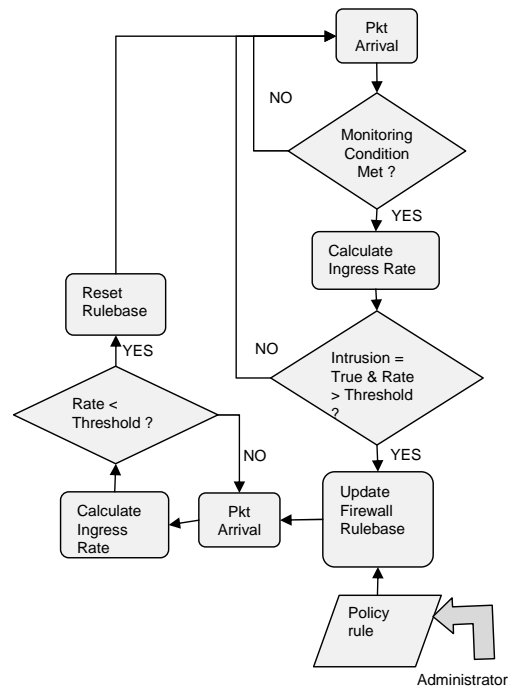 Pkt
Arrival
NO
Monitoring
Condition
Met ?
YES
Calculate
Ingress Rate
Reset
Rulebase
NO
Intrusion =
True & Rate
> Threshold
?
YES
Rate <
Threshold ?
NO
YES
Update
Firewall
Rulebase
Pkt
Arrival
Calculate
Ingress
Rate
Policy
rule
Administrator